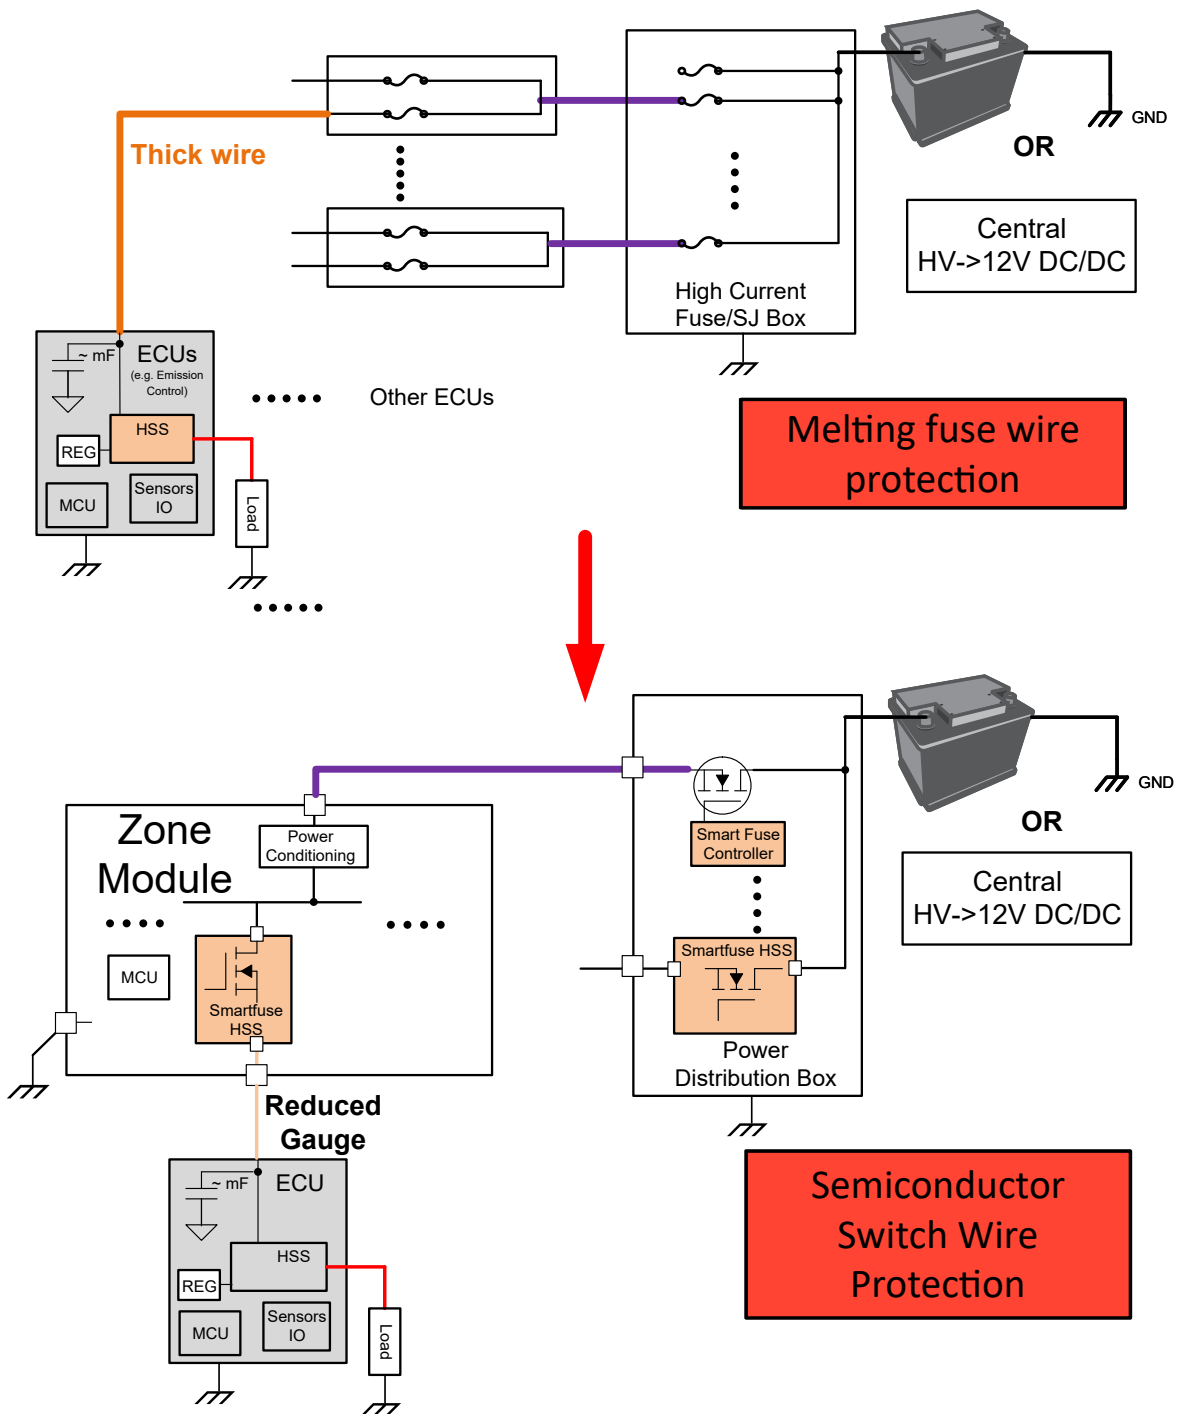 GND
OR
Thick wire
Central
HV->12V DC/DC
High Current
Fuse/SJ Box
~ mF
ECUs
(e.g. Emission
Control)
HSS
REG
MCU
Sensors
IO
Load
Other ECUs
Melting fuse wire
protection
GND
OR
Smart Fuse
Controller
Central
HV->12V DC/DC
Zone
Module
Power
Conditioning
MCU
Smartfuse
HSS
Smartfuse HSS
Power
Distribution Box
Reduced
Gauge
~ mF
ECU
HSS
REG
MCU
Sensors
IO
Load
Semiconductor
Switch Wire
Protection